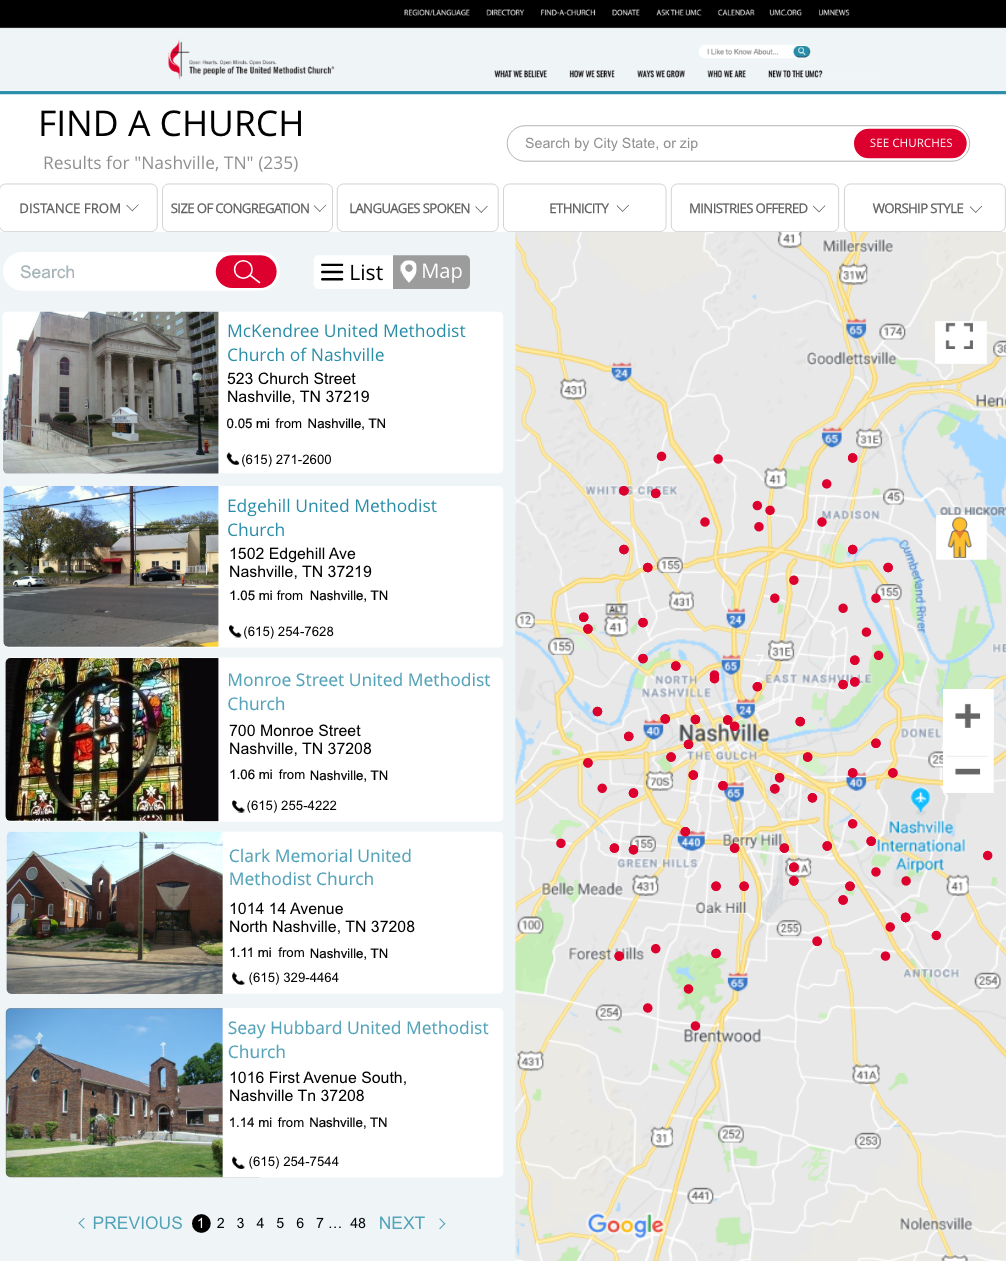 REGION/LANGUAGE DIRECTORY FIND-A-CHURCH DONATE ASK THE UMC CALENDAR UMC.ORG UMNEWS
I Like to Know About...
Open Hearts. Open Minds. Open Doors.
The people of The United Methodist Church
WHAT WE BELIEVE HOW WE SERVE WAYS WE GROW WHO WE ARE NEW TO THE UMC?
FIND A CHURCH
Results for "Nashville, TN" (235)
Search by City State, or zip
SEE CHURCHES
DISTANCE FROM SIZE OF CONGREGATION LANGUAGES SPOKEN ETHNICITY MINISTRIES OFFERED WORSHIP STYLE
Search
List Map
McKendree United Methodist
Church of Nashville
523 Church Street
Nashville, TN 37219
0.05 mi from Nashville, TN
(615) 271-2600
Edgehill United Methodist
Church
1502 Edgehill Ave
Nashville, TN 37219
1.05 mi from Nashville, TN
(615) 254-7628
Monroe Street United Methodist
Church
700 Monroe Street
Nashville, TN 37208
1.06 mi from Nashville, TN
(615) 255-4222
Clark Memorial United
Methodist Church
1014 14 Avenue
North Nashville, TN 37208
1.11 mi from Nashville, TN
(615) 329-4464
Seay Hubbard United Methodist
Church
1016 First Avenue South,
Nashville Tn 37208
1.14 mi from Nashville, TN
(615) 254-7544
< PREVIOUS 1 2 3 4 5 6 7 ... 48 NEXT >
41
Millersville
31W
65
174
Goodlettsville
24
431
65
31E
41
45
WHITES CREEK
MADISON
OLD HICKOR
Cumberland River
155
431
155
ALT
41
12
24
155
31E
65
NORTH
NASHVILLE
EAST NASHVILLE
24
40
Nashville
DONEL
THE GULCH
70S
65
40
Nashville
International
Airport
155
440
Berry Hill
GREEN HILLS
Belle Meade
431
41
Oak Hill
100
255
Forest Hills
ANTIOCH
65
254
254
Brentwood
431
41A
31
252
253
441
Google
Nolensville